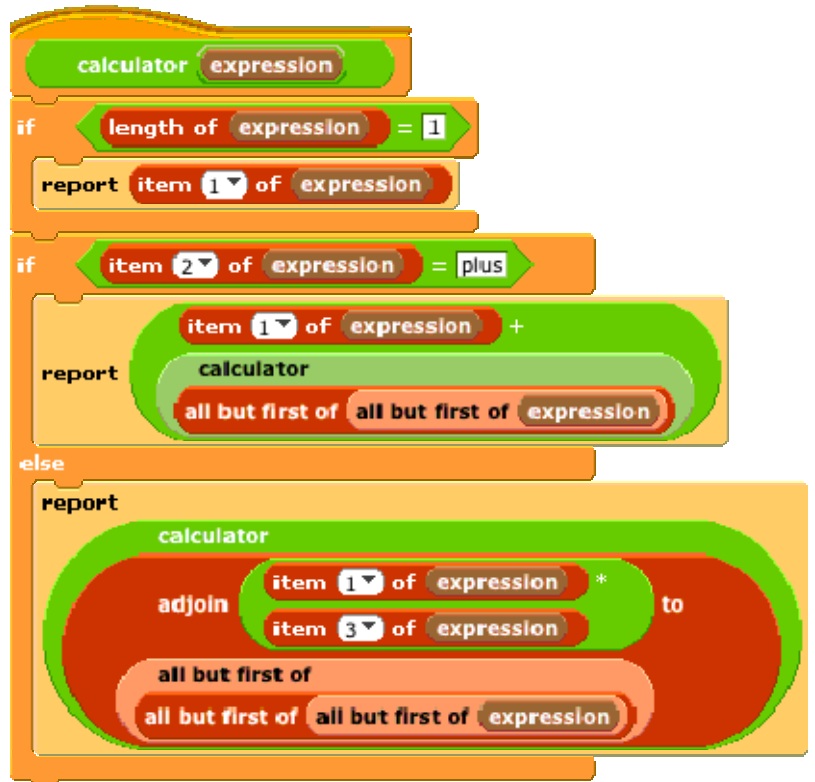 calculator expression
if length of expression = 1
report item 1 of expression
if item 2 of expression = plus
item 1 of expression +
report calculator
all but first of all but first of expression
else
report
calculator
item 1 of expression *
adjoin to
item 3 of expression
all but first of
all but first of all but first of expression